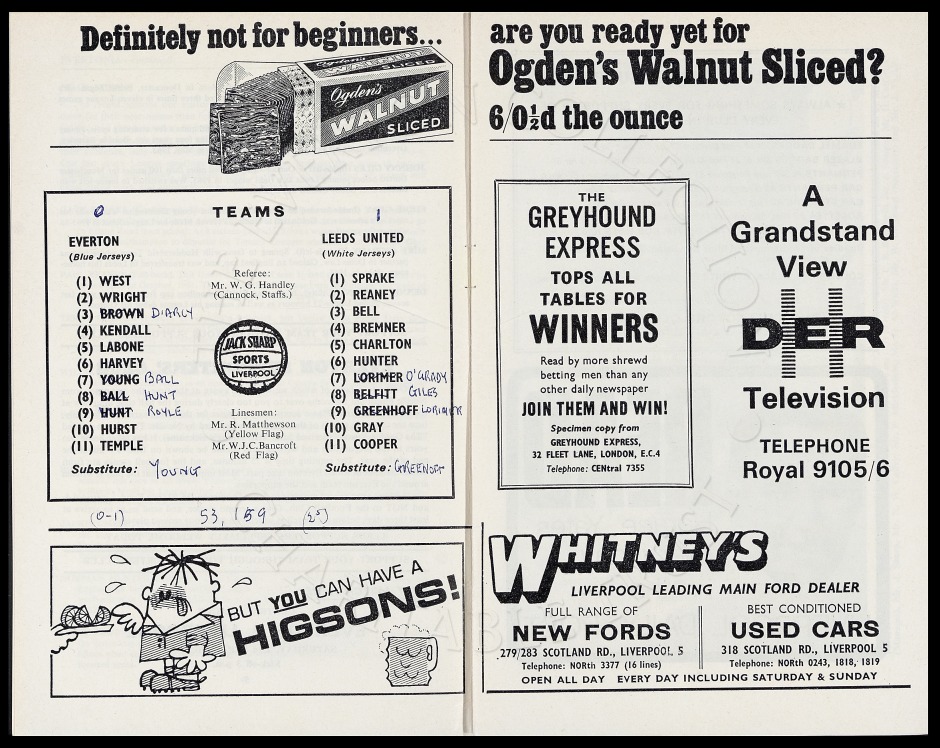 Definitely not for beginners...
Ogden's
WALNUT
SLICED
Ogden's
WALNUT
SLICED
0
TEAMS
1
EVERTON
(Blue Jerseys)
(1) WEST
(2) WRIGHT
(3) BROWN DARCY
(4) KENDALL
(5) LABONE
(6) HARVEY
(7) YOUNG BALL
(8) BALL HUNT
(9) HUNT ROYLE
(10) HURST
(11) TEMPLE
Substitute: YOUNG
Referee:
Mr. W. G. Handley
(Cannock, Staffs.)
JACK SHARP
SPORTS
LIVERPOOL
Linesmen:
Mr. R. Matthewson
(Yellow Flag)
Mr.W.J.C.Bancroft
(Red Flag)
LEEDS UNITED
(White Jerseys)
(1) SPRAKE
(2) REANEY
(3) BELL
(4) BREMNER
(5) CHARLTON
(6) HUNTER
(7) LORIMER O'GRADY
(8) BELFITT GILES
(9) GREENHOFF LORIMER
(10) GRAY
(11) COOPER
Substitute: GREENOFF
(0-1) 53,159
BUT YOU CAN HAVE A
HIGSONS!
are you ready yet for
Ogden's Walnut Sliced?
6/0½d the ounce
THE
GREYHOUND
EXPRESS
TOPS ALL
TABLES FOR
WINNERS
Read by more shrewd
betting men than any
other daily newspaper
JOIN THEM AND WIN!
Specimen copy from
GREYHOUND EXPRESS,
32 FLEET LANE, LONDON, E.C.4
Telephone: CENtral 7355
A
Grandstand
View
DER
Television
TELEPHONE
Royal 9105/6
WHITNEY'S
LIVERPOOL LEADING MAIN FORD DEALER
FULL RANGE OF
NEW FORDS
279/283 SCOTLAND RD., LIVERPOOL 5
Telephone: NORth 3377 (16 lines)
BEST CONDITIONED
USED CARS
318 SCOTLAND RD., LIVERPOOL 5
Telephone: NORth 0243, 1818, 1819
OPEN ALL DAY EVERY DAY INCLUDING SATURDAY & SUNDAY